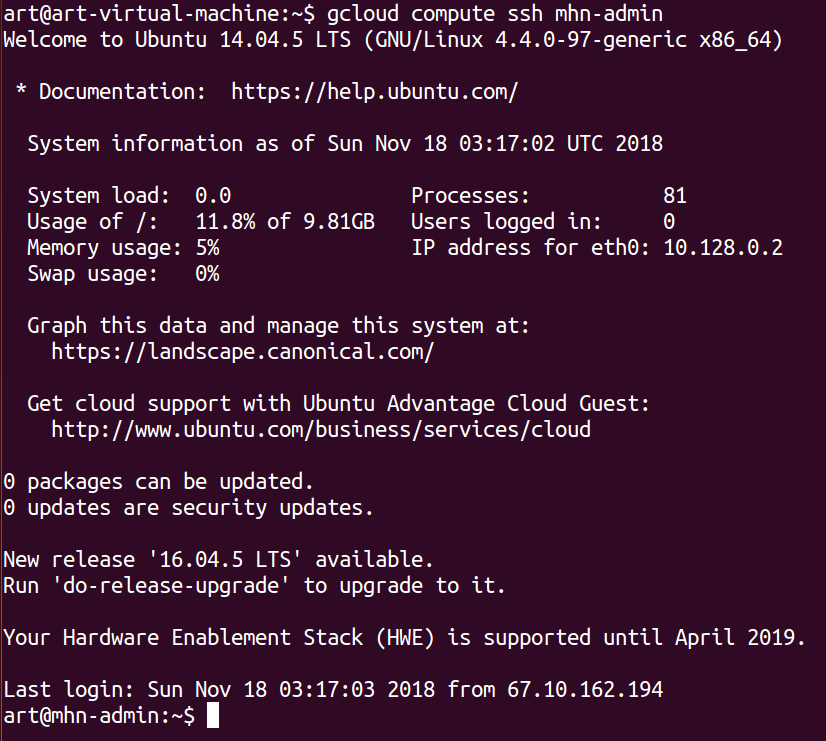 art@art-virtual-machine:~$ gcloud compute ssh mhn-admin
Welcome to Ubuntu 14.04.5 LTS (GNU/Linux 4.4.0-97-generic x86_64)
* Documentation:  https://help.ubuntu.com/
System information as of Sun Nov 18 03:17:02 UTC 2018
System load:  0.0               Processes:           81
Usage of /:   11.8% of 9.81GB   Users logged in:     0
Memory usage: 5%                IP address for eth0: 10.128.0.2
Swap usage:   0%
Graph this data and manage this system at:
https://landscape.canonical.com/
Get cloud support with Ubuntu Advantage Cloud Guest:
http://www.ubuntu.com/business/services/cloud
0 packages can be updated.
0 updates are security updates.
New release '16.04.5 LTS' available.
Run 'do-release-upgrade' to upgrade to it.
Your Hardware Enablement Stack (HWE) is supported until April 2019.
Last login: Sun Nov 18 03:17:03 2018 from 67.10.162.194
art@mhn-admin:~$